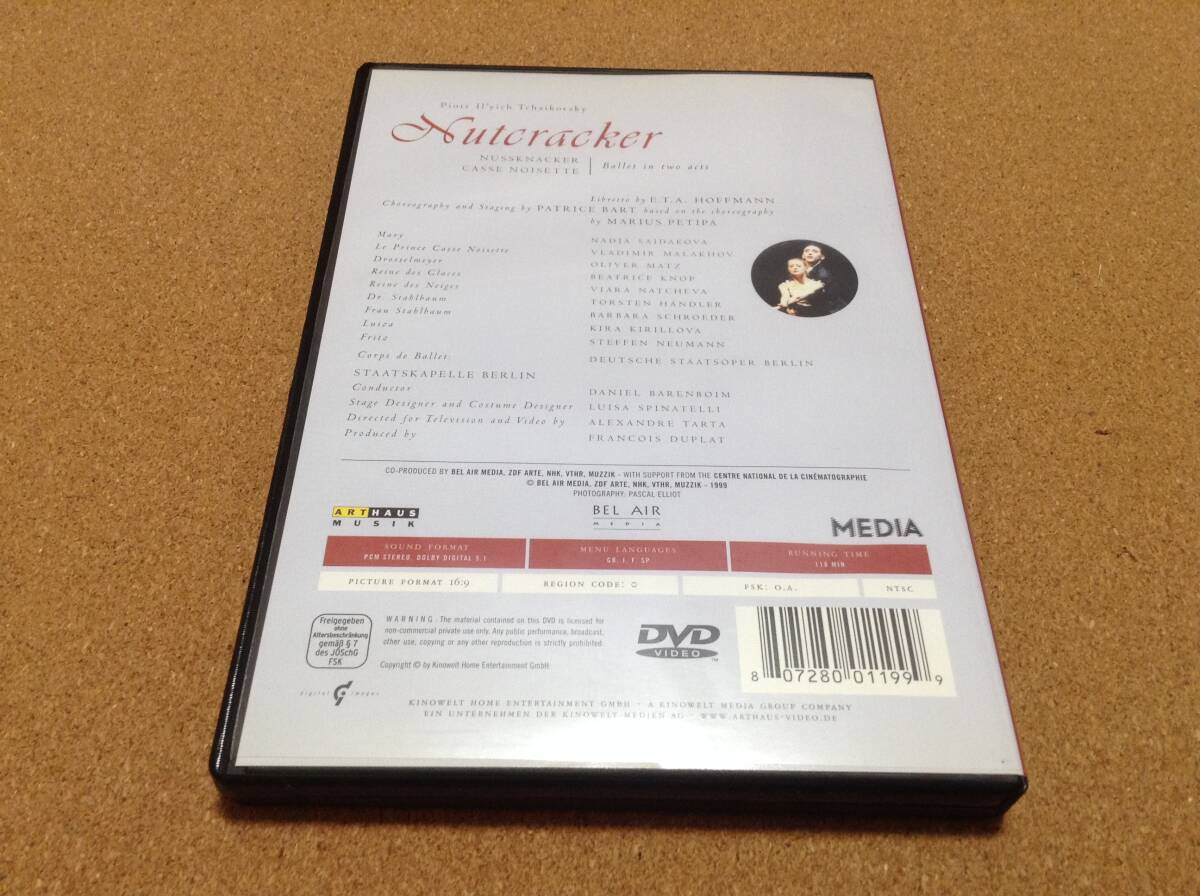 Piotr Il'yich Tchaikovsky
Nutcracker
NUSSKNACKER
CASSE NOISETTE
Ballet in two acts
Libretto by E.T.A. HOFFMANN
Choreography and Staging by PATRICE BART based on the choreography
by MARIUS PETIPA
Mary NADJA SAIDAKOVA
Le Prince Casse Noisette VLADIMIR MALAKHOV
Drosselmeyer OLIVER MATZ
Reine des Glaces BEATRICE KNOP
Reine des Neiges VIARA NATCHEVA
Dr. Stahlbaum TORSTEN HÄNDLER
Frau Stahlbaum BARBARA SCHROEDER
Luisa KIRA KIRILLOVA
Fritz STEFFEN NEUMANN
Corps de Ballet: DEUTSCHE STAATSOPER BERLIN
STAATSKAPELLE BERLIN
Conductor DANIEL BARENBOIM
Stage Designer and Costume Designer LUISA SPINATELLI
Directed for Television and Video by ALEXANDRE TARTA
Produced by FRANCOIS DUPLAT
CO-PRODUCED BY BEL AIR MEDIA, ZDF ARTE, NHK, VTHR, MUZZIK - WITH SUPPORT FROM THE CENTRE NATIONAL DE LA CINÉMATOGRAPHIE
© BEL AIR MEDIA, ZDF ARTE, NHK, VTHR, MUZZIK - 1999
PHOTOGRAPHY: PASCAL ELLIOT
ARTHAUS
MUSIK
BEL AIR
MEDIA
MEDIA
SOUND FORMAT
PCM STEREO, DOLBY DIGITAL 5.1
MENU LANGUAGES
GB, I, F, SP
RUNNING TIME
118 MIN
PICTURE FORMAT 16:9
REGION CODE: 0
FSK: O.A.
NTSC
Freigegeben
ohne
Altersbeschränkung
gemäß § 7
des JÖSchG
FSK
WARNING: The material contained on this DVD is licensed for
non-commercial private use only. Any public performance, broadcast,
other use, copying or any other reproduction is strictly prohibited.
Copyright © by Kinowelt Home Entertainment GmbH
DVD
VIDEO
TM
8 07280 01199 9
digital images
KINOWELT HOME ENTERTAINMENT GMBH - A KINOWELT MEDIA GROUP COMPANY
EIN UNTERNEHMEN DER KINOWELT MEDIEN AG - WWW.ARTHAUS-VIDEO.DE